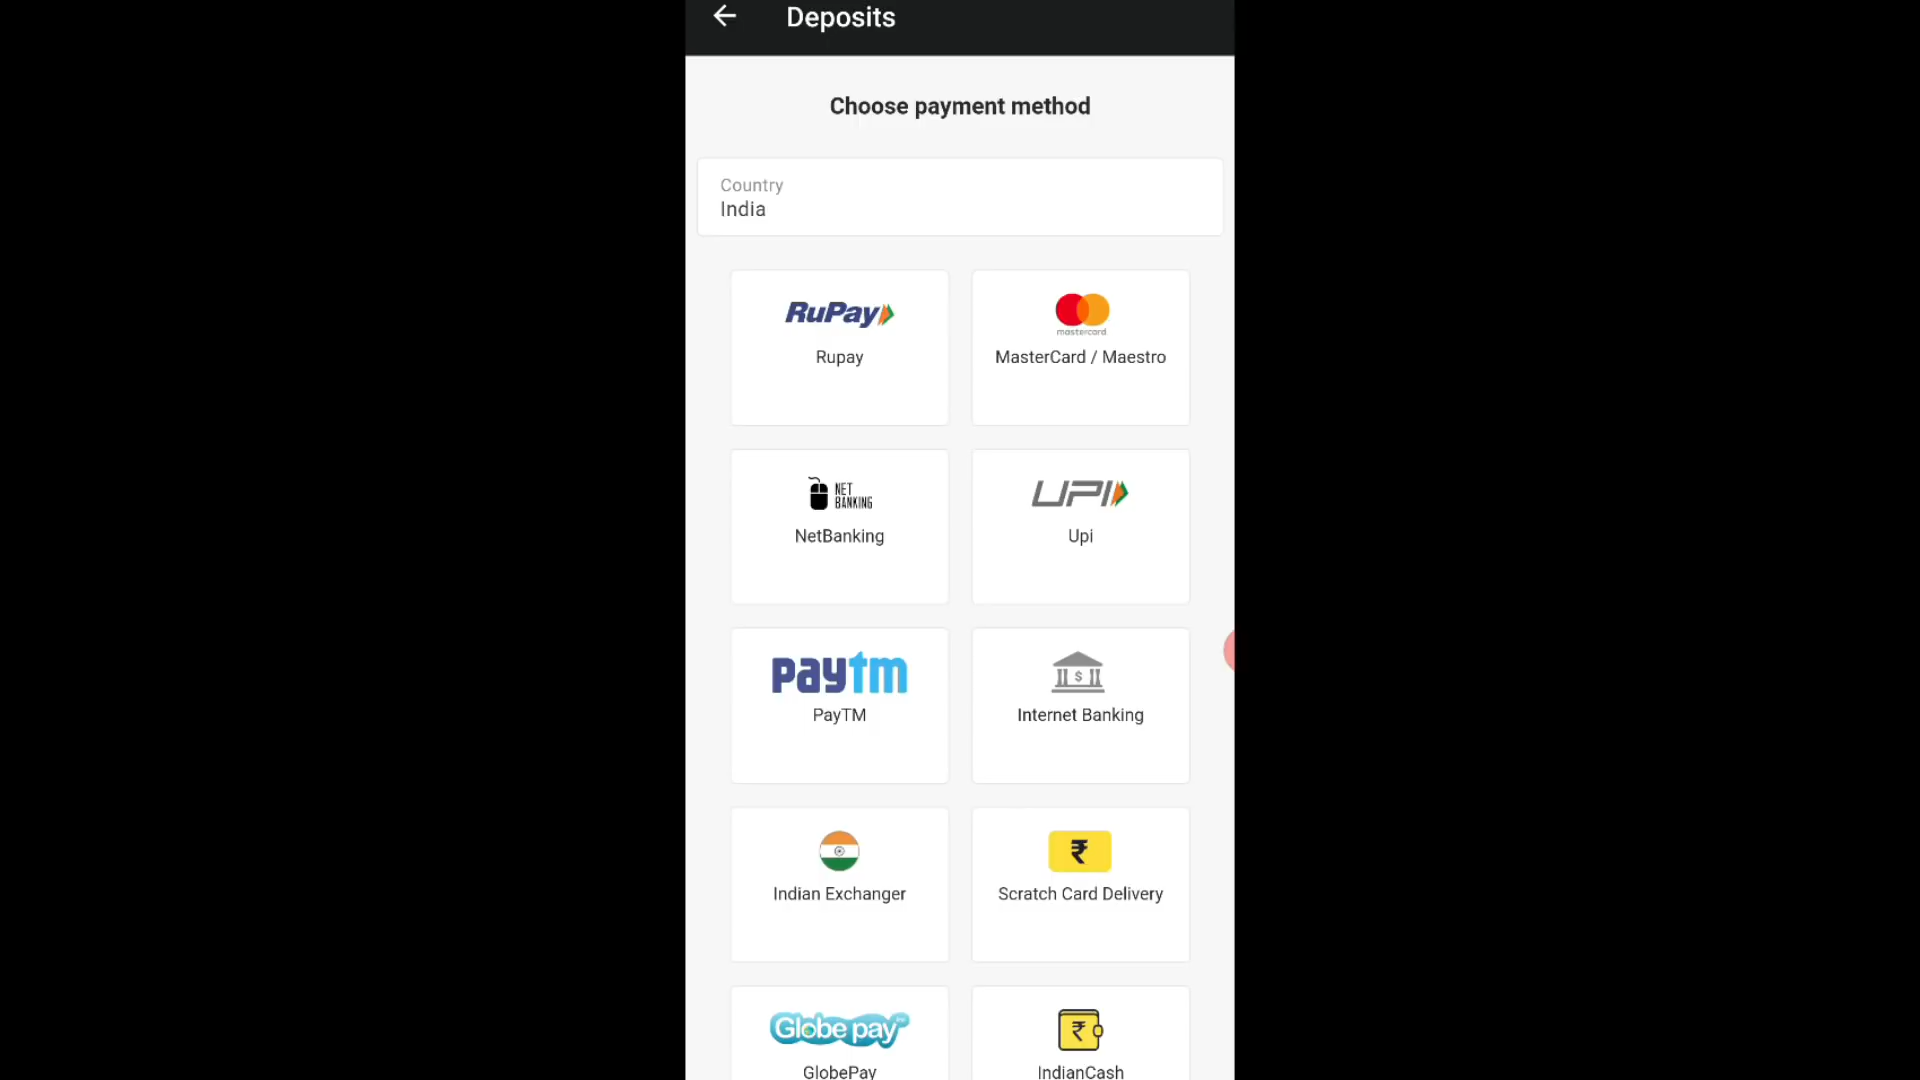 Deposits
Choose payment method
Country
India
RuPay
Rupay
mastercard
MasterCard / Maestro
NET
BANKING
NetBanking
UPI
Upi
paytm
PayTM
$
Internet Banking
Indian Exchanger
₹
Scratch Card Delivery
Globe pay
GlobePay
₹
IndianCash